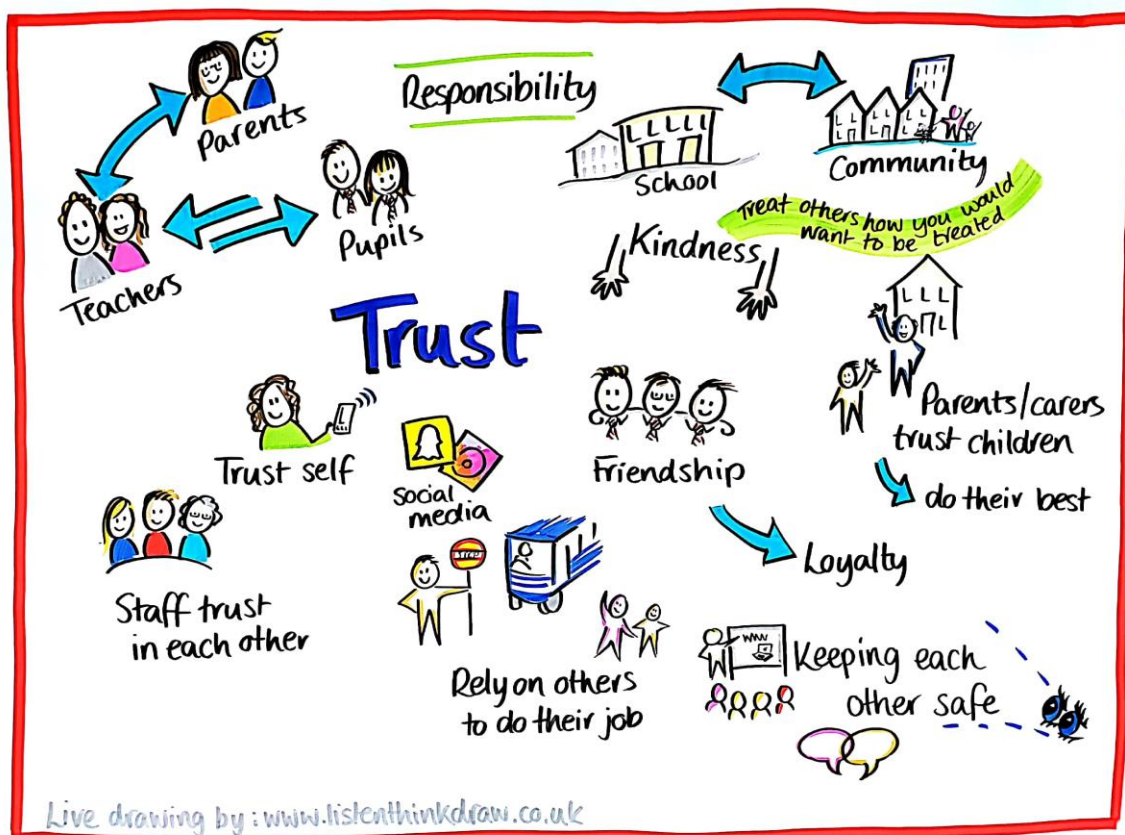 Responsibility
Parents
Pupils
Teachers
School
Community
Treat others how you would
want to be treated
Kindness
Trust
Trust self
social
media
Friendship
Parents/carers
trust children
do their best
Loyalty
Staff trust
in each other
STOP
Rely on others
to do their job
www
Keeping each
other safe
Live drawing by: www.listenthinkdraw.co.uk